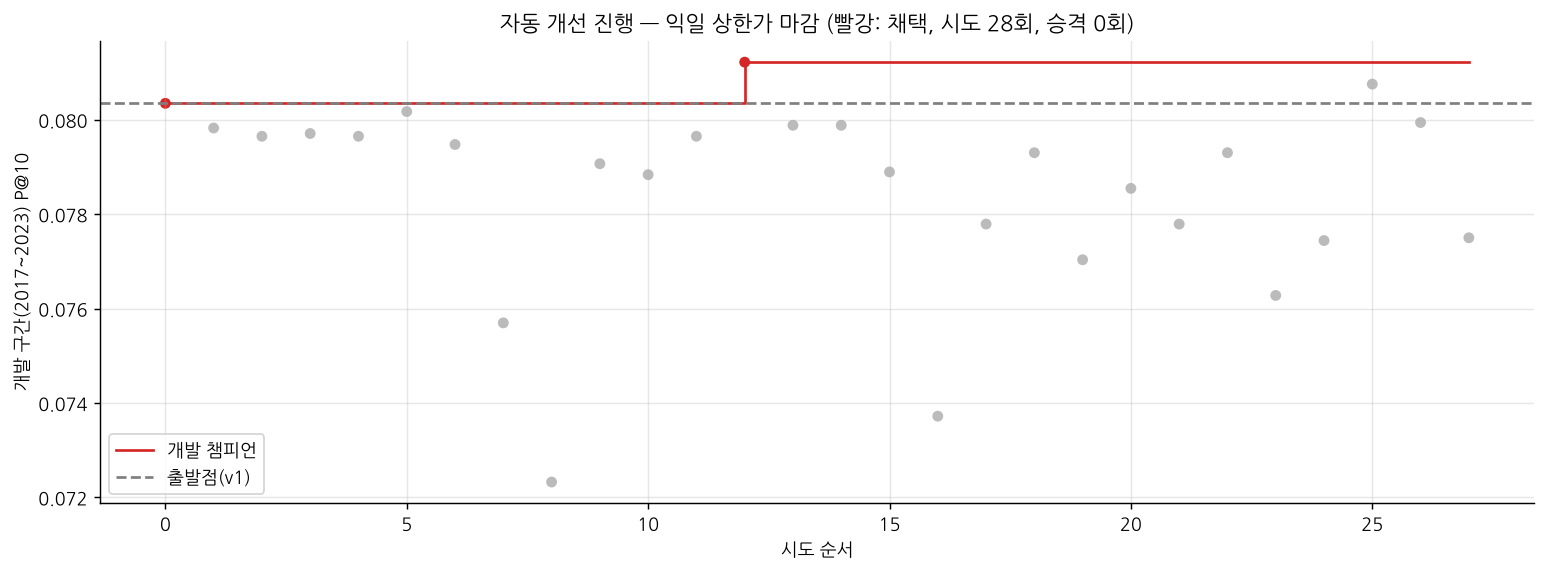 자동 개선 진행 — 익일 상한가 마감 (빨강: 채택, 시도 28회, 승격 0회)
개발 구간(2017~2023) P@10
0.080
0.078
0.076
0.074
0.072
개발 챔피언
출발점(v1)
0 5 10 15 20 25
시도 순서